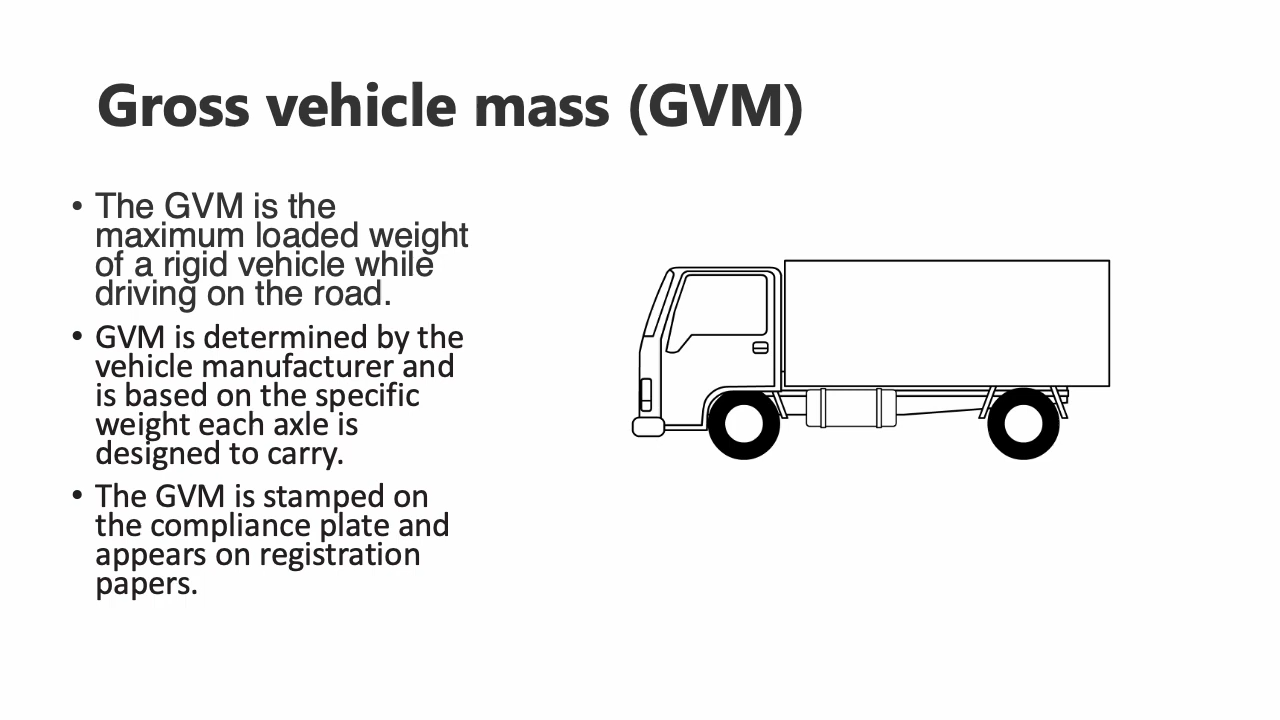 Gross vehicle mass (GVM)
• The GVM is the
maximum loaded weight
of a rigid vehicle while
driving on the road.
• GVM is determined by the
vehicle manufacturer and
is based on the specific
weight each axle is
designed to carry.
• The GVM is stamped on
the compliance plate and
appears on registration
papers.